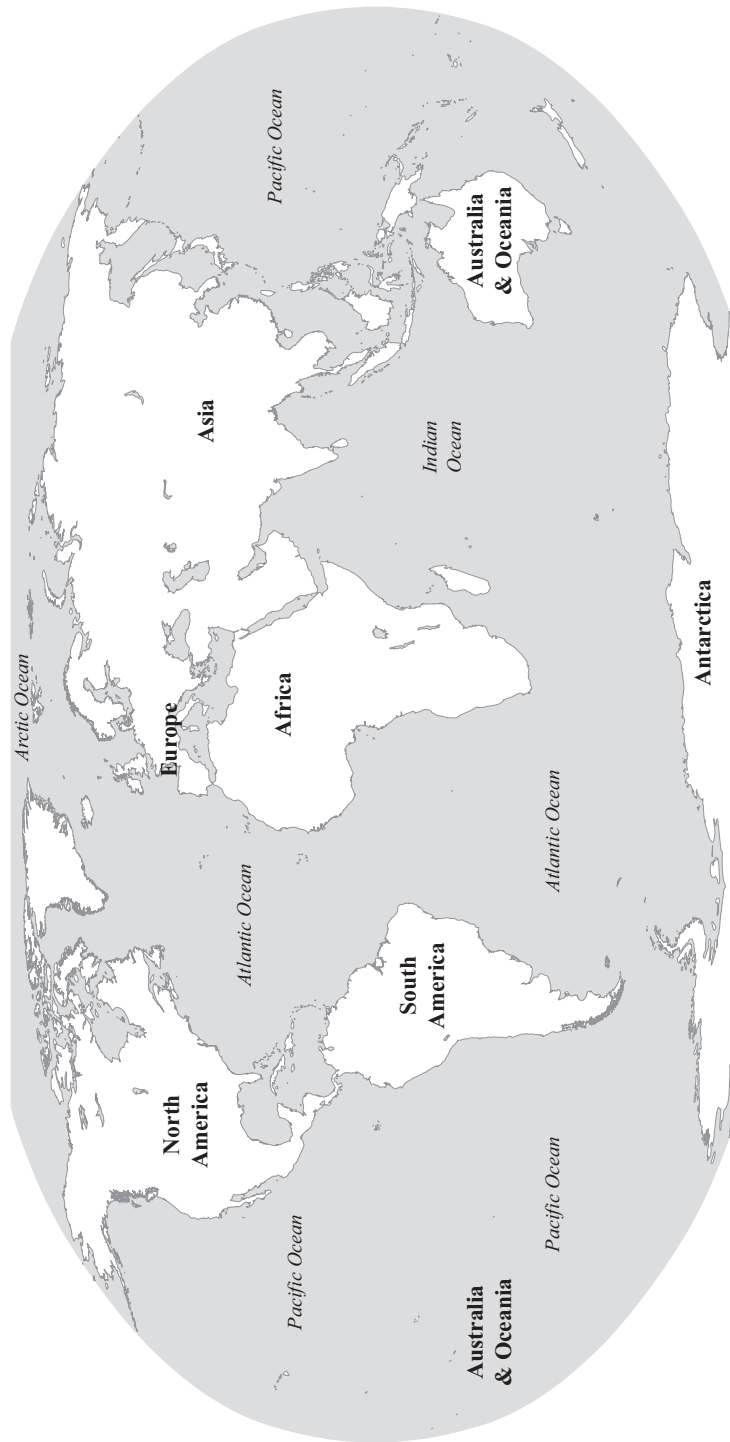 Arctic Ocean
Europe
Asia
North
America
Africa
Atlantic Ocean
Pacific Ocean
Pacific Ocean
Indian
Ocean
South
America
Australia
& Oceania
Australia
& Oceania
Atlantic Ocean
Pacific Ocean
Antarctica